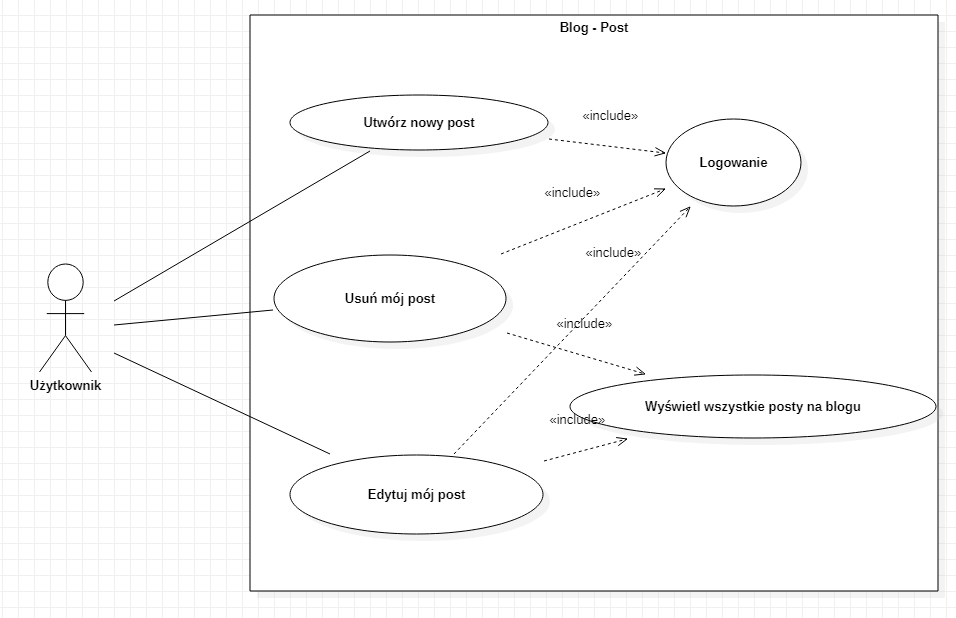 Blog - Post
Utwórz nowy post
«include»
Logowanie
«include»
«include»
Usuń mój post
«include»
Użytkownik
Wyświetl wszystkie posty na blogu
«include»
Edytuj mój post